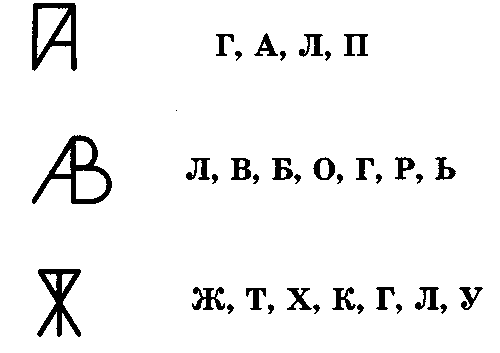 Г, А, Л, П
Л, В, Б, О, Г, Р, Ь
Ж, Т, Х, К, Г, Л, У